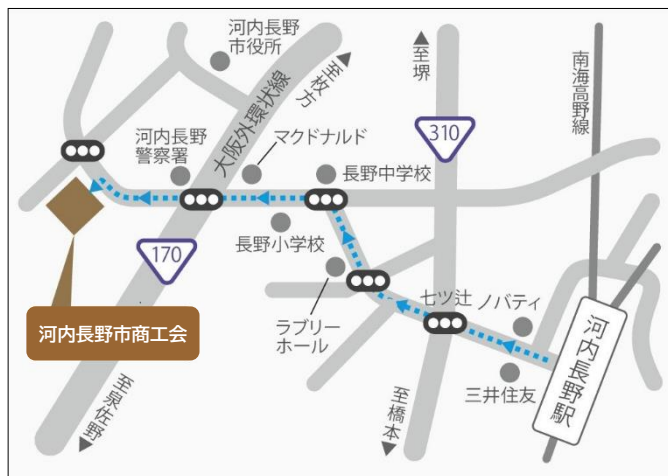 河内長野
市役所
大阪外環状線
至枚方
至堺
310
南海高野線
河内長野
警察署
マクドナルド
長野中学校
長野小学校
170
ラブリー
ホール
七ツ辻
ノバティ
河内長野市商工会
三井住友
河内長野駅
至泉佐野
至橋本